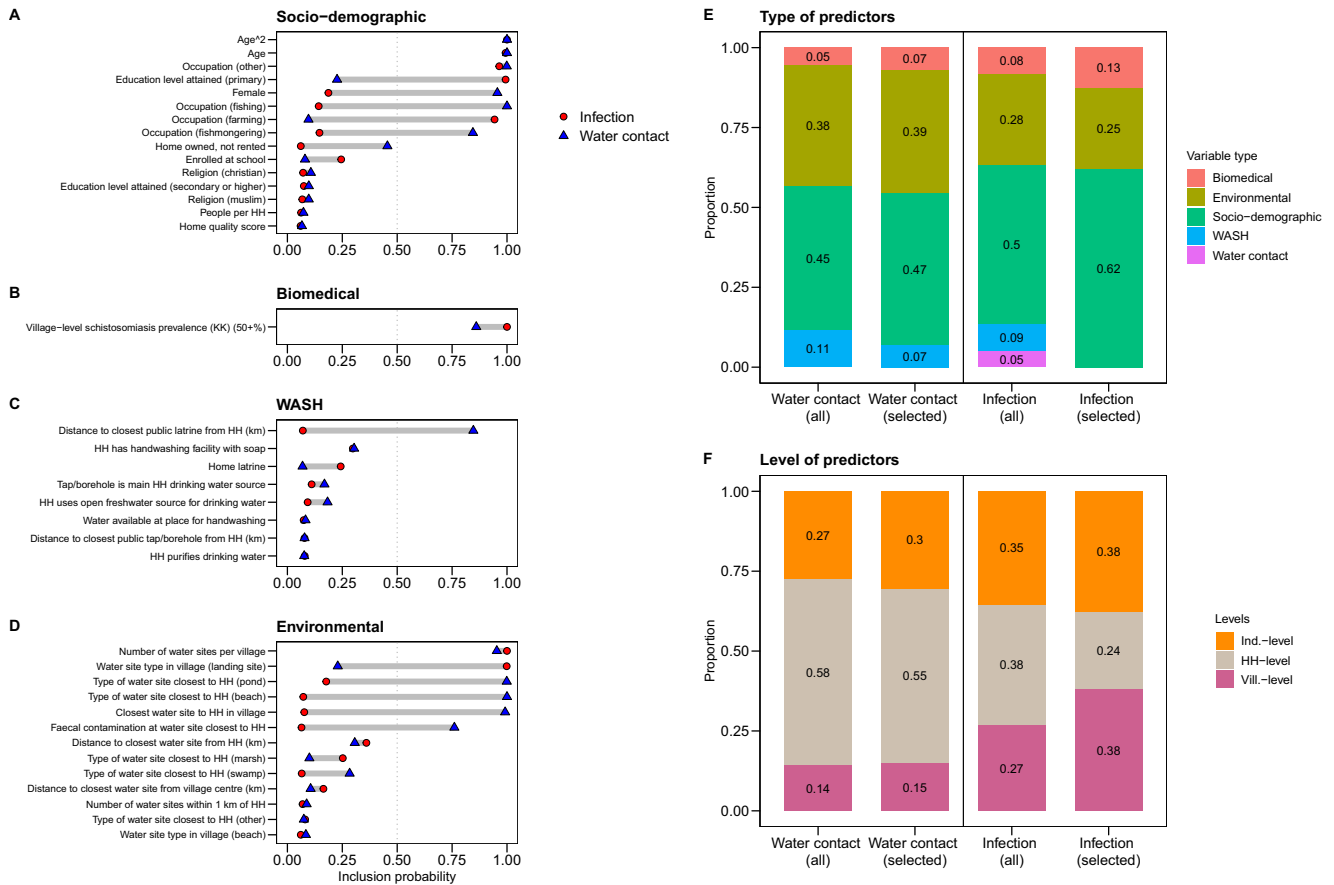 A
Socio−demographic
Age^2
Age
Occupation (other)
Education level attained (primary)
Female
Occupation (fishing)
Occupation (farming)
Occupation (fishmongering)
Home owned, not rented
Enrolled at school
Religion (christian)
Education level attained (secondary or higher)
Religion (muslim)
People per HH
Home quality score
0.00 0.25 0.50 0.75 1.00
Infection
Water contact
B
Biomedical
Village−level schistosomiasis prevalence (KK) (50+%)
0.00 0.25 0.50 0.75 1.00
C
WASH
Distance to closest public latrine from HH (km)
HH has handwashing facility with soap
Home latrine
Tap/borehole is main HH drinking water source
HH uses open freshwater source for drinking water
Water available at place for handwashing
Distance to closest public tap/borehole from HH (km)
HH purifies drinking water
0.00 0.25 0.50 0.75 1.00
D
Environmental
Number of water sites per village
Water site type in village (landing site)
Type of water site closest to HH (pond)
Type of water site closest to HH (beach)
Closest water site to HH in village
Faecal contamination at water site closest to HH
Distance to closest water site from HH (km)
Type of water site closest to HH (marsh)
Type of water site closest to HH (swamp)
Distance to closest water site from village centre (km)
Number of water sites within 1 km of HH
Type of water site closest to HH (other)
Water site type in village (beach)
0.00 0.25 0.50 0.75 1.00
Inclusion probability
E
Type of predictors
Proportion
1.00
0.75
0.50
0.25
0.00
0.05 0.07 0.08 0.13
0.38 0.39 0.28 0.25
0.45 0.47 0.5 0.62
0.11 0.07 0.09
0.05
Water contact Water contact Infection Infection
(all) (selected) (all) (selected)
Variable type
Biomedical
Environmental
Socio−demographic
WASH
Water contact
F
Level of predictors
Proportion
1.00
0.75
0.50
0.25
0.00
0.27 0.3 0.35 0.38
0.58 0.55 0.38 0.24
0.14 0.15 0.27 0.38
Water contact Water contact Infection Infection
(all) (selected) (all) (selected)
Levels
Ind.−level
HH−level
Vill.−level